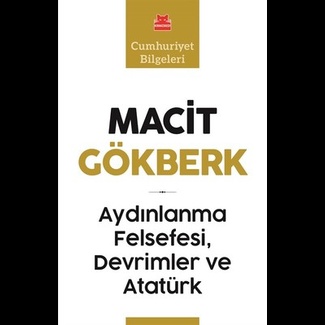 Cumhuriyet
Bilgeleri
MACİT
GÖKBERK
Aydınlanma
Felsefesi,
Devrimler ve
Atatürk